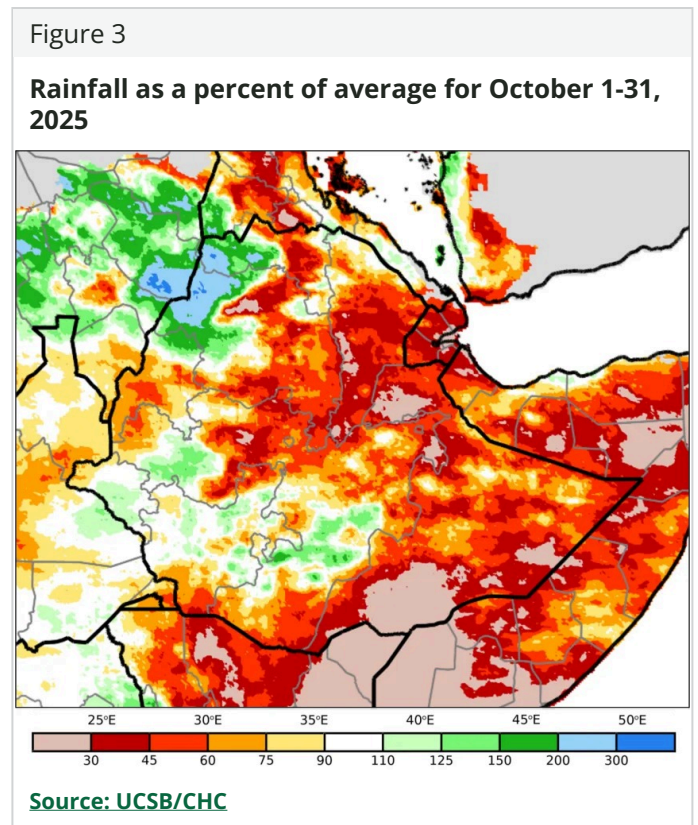 Figure 3
Rainfall as a percent of average for October 1-31,
2025
25°E 30°E 35°E 40°E 45°E 50°E
30 45 60 75 90 110 125 150 200 300
Source: UCSB/CHC